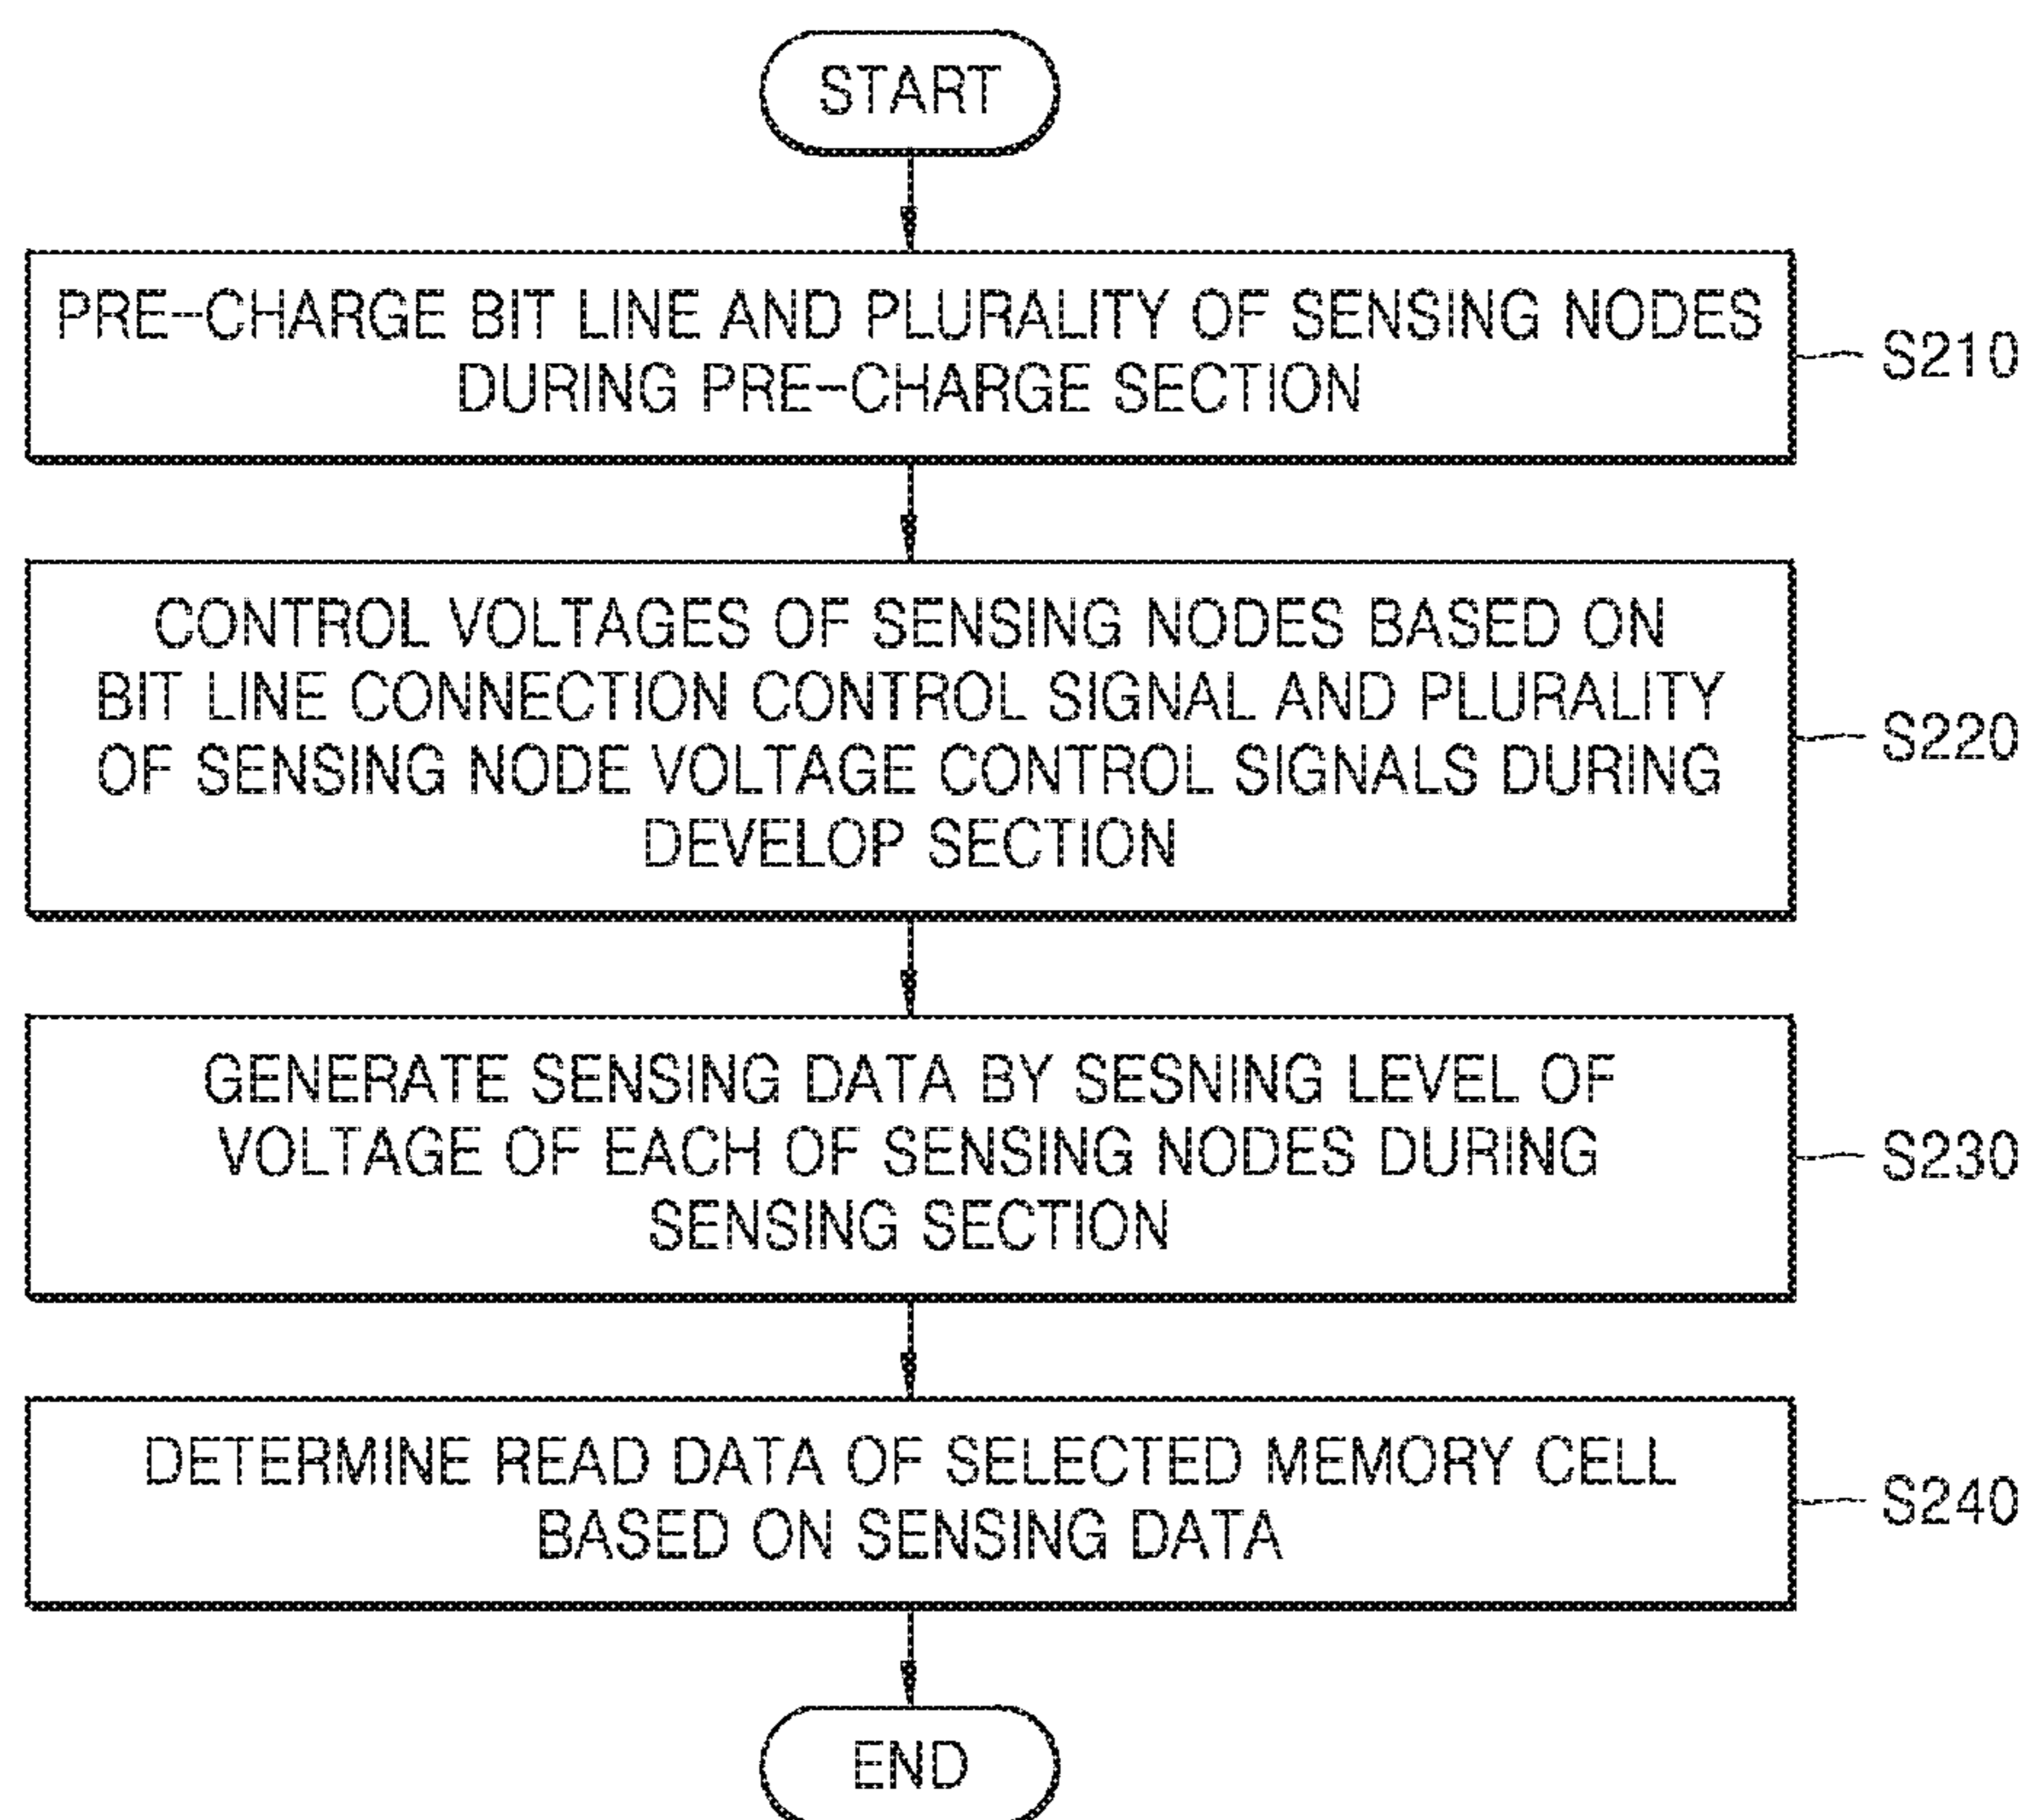 START
PRE-CHARGE BIT LINE AND PLURALITY OF SENSING NODES
DURING PRE-CHARGE SECTION
S210
CONTROL VOLTAGES OF SENSING NODES BASED ON
BIT LINE CONNECTION CONTROL SIGNAL AND PLURALITY
OF SENSING NODE VOLTAGE CONTROL SIGNALS DURING
DEVELOP SECTION
S220
GENERATE SENSING DATA BY SESNING LEVEL OF
VOLTAGE OF EACH OF SENSING NODES DURING
SENSING SECTION
S230
DETERMINE READ DATA OF SELECTED MEMORY CELL
BASED ON SENSING DATA
S240
END